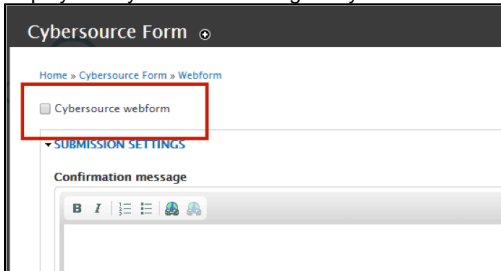 Cybersource Form
Home » Cybersource Form » Webform
Cybersource webform
SUBMISSION SETTINGS
Confirmation message
B I